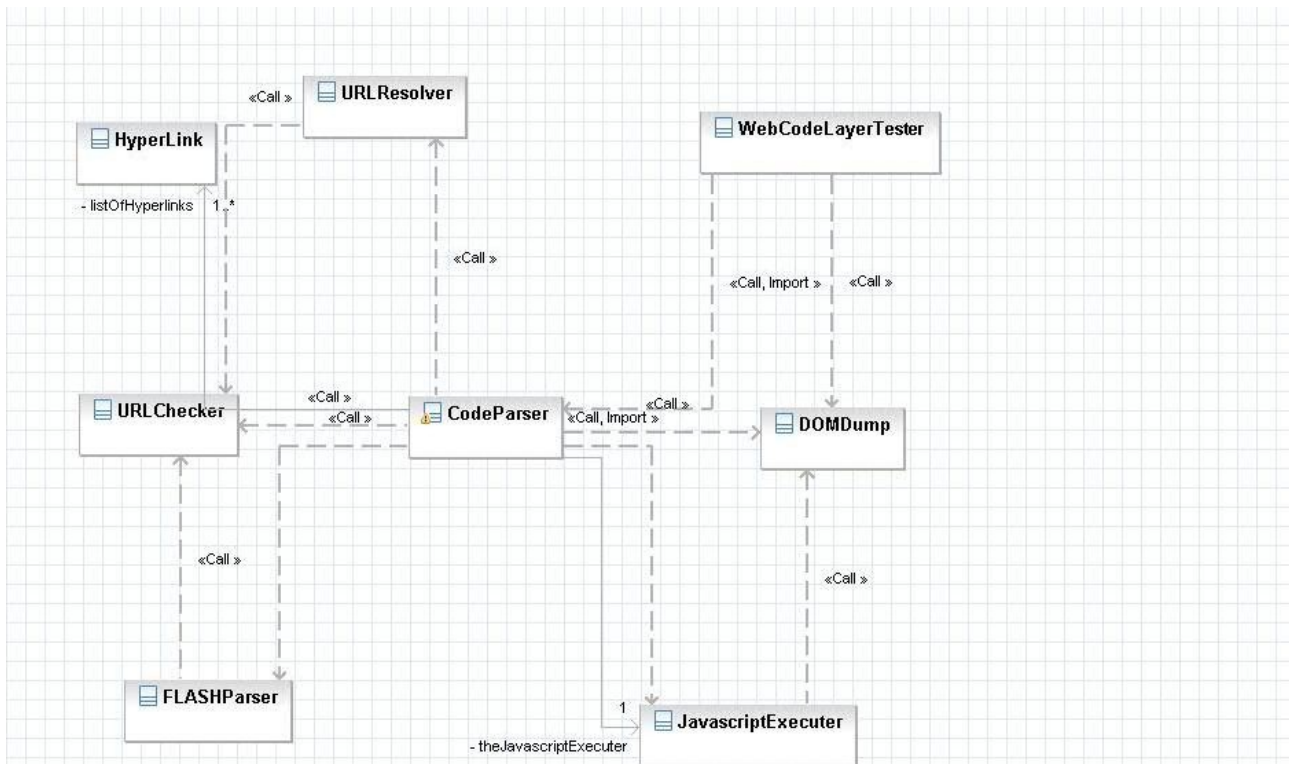 «Call »
URLResolver
HyperLink
WebCodeLayerTester
- listOfHyperlinks
1..*
«Call »
«Call, Import »
«Call »
URLChecker
«Call »
«Call »
CodeParser
«Call »
«Call, Import »
DOMDump
«Call »
«Call »
FLASHParser
1
JavascriptExecuter
- theJavascriptExecuter